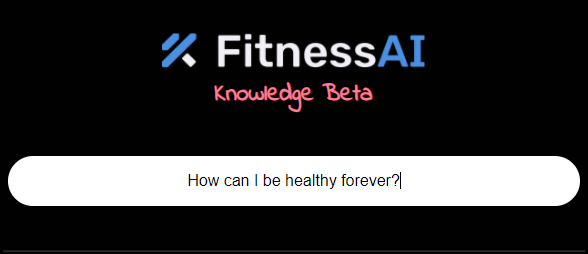 FitnessAI
Knowledge Beta
How can I be healthy forever?